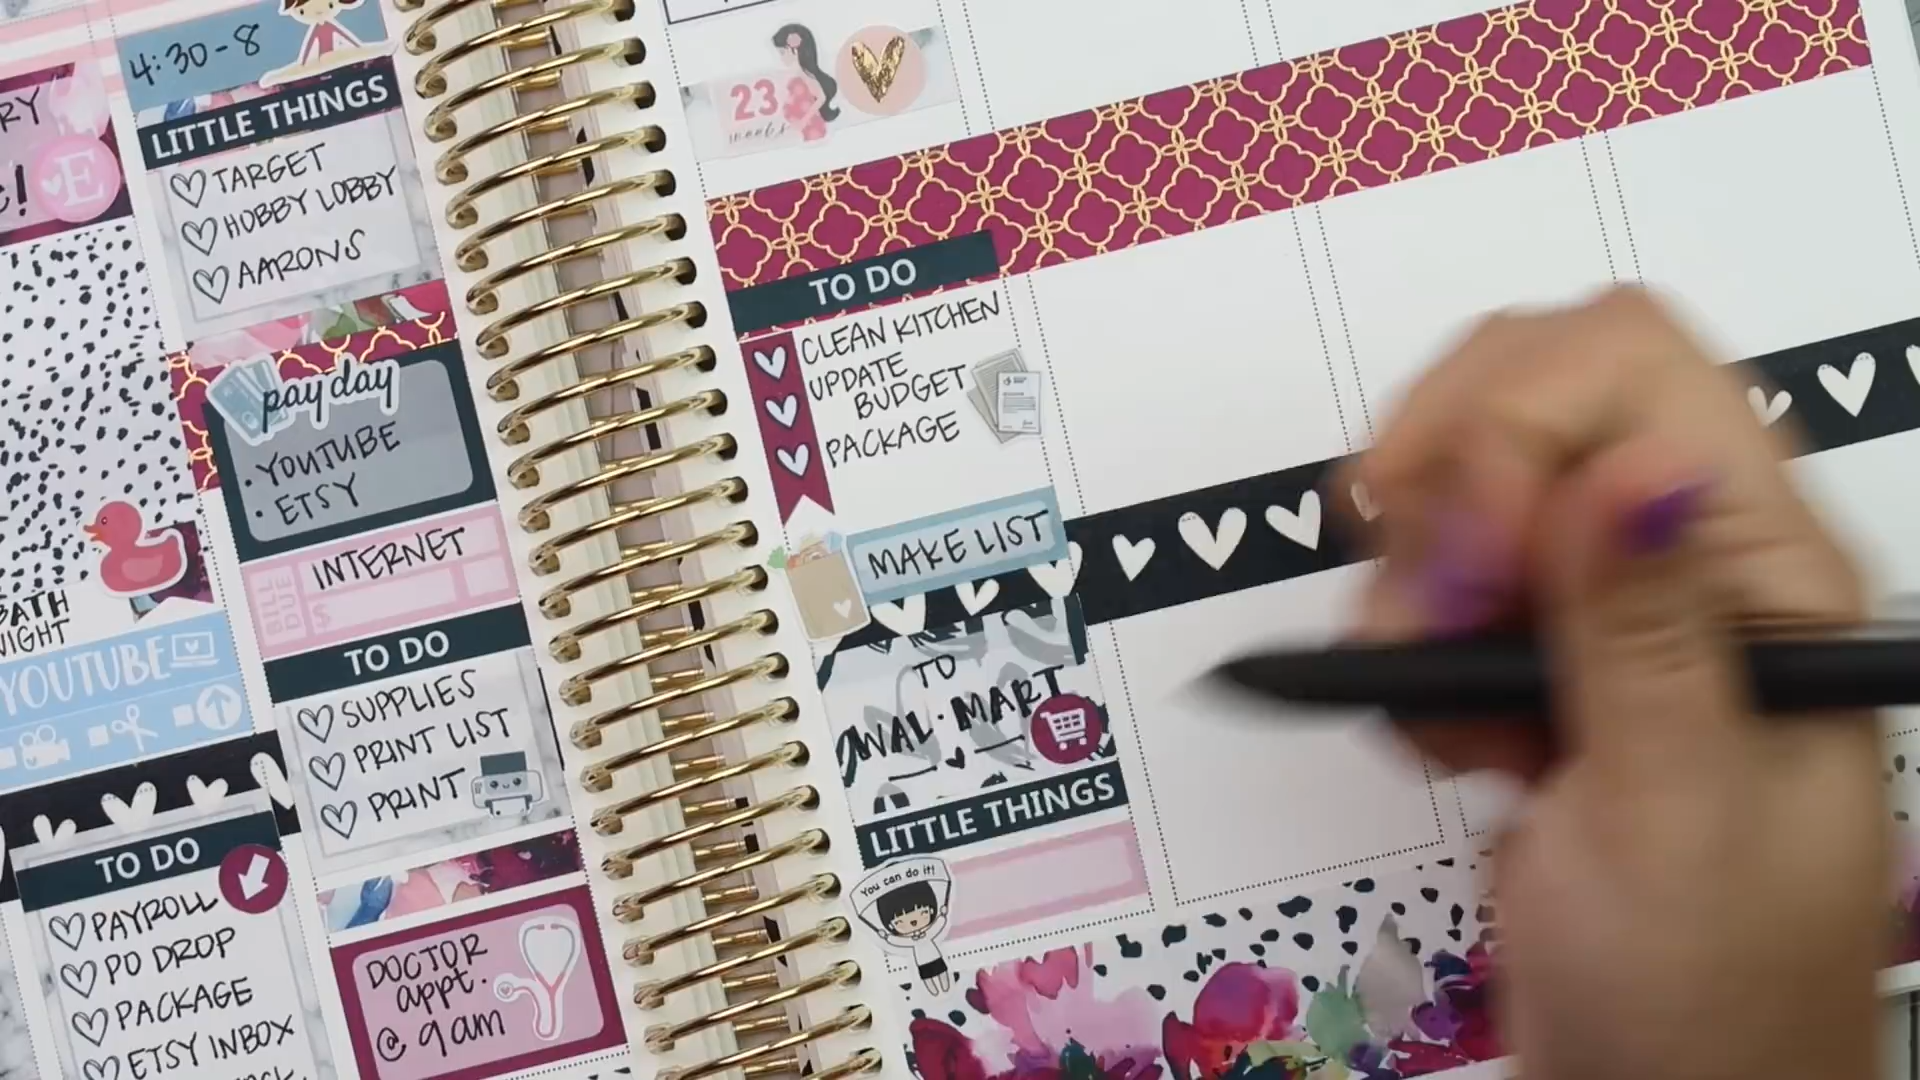 4:30-8
LITTLE THINGS
TARGET
HOBBY LOBBY
AARONS
payday
• YOUTUBE
• ETSY
INTERNET
BILL DUE
$
TO DO
SUPPLIES
PRINT LIST
PRINT
DOCTOR
appt.
@ 9am
RY
!
E
BATH
NIGHT
YOUTUBE
TO DO
PAYROLL
PO DROP
PACKAGE
ETSY INBOX
23
weeks
TO DO
CLEAN KITCHEN
UPDATE
BUDGET
PACKAGE
MAKE LIST
TO
WAL•MART
LITTLE THINGS
You can do it!